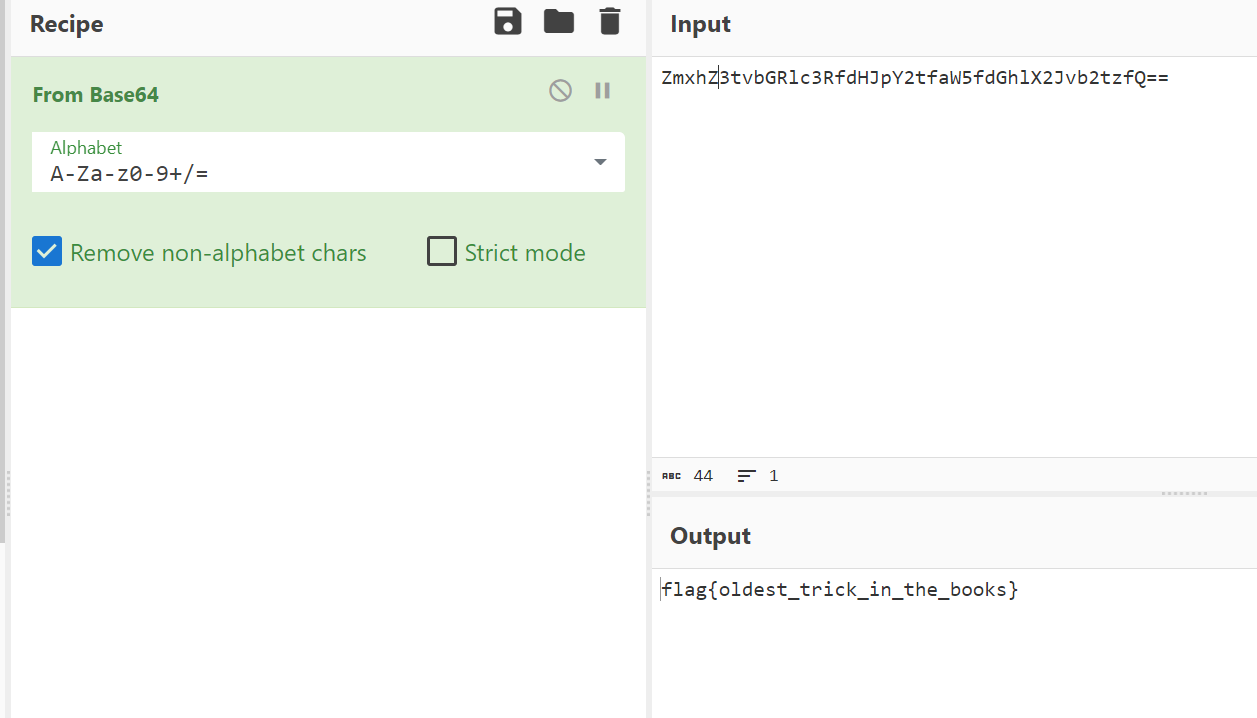 Recipe
From Base64
Alphabet
A-Za-z0-9+/=
Remove non-alphabet chars
Strict mode
Input
ZmxhZ3tvbGRlc3RfdHJpY2tfaW5fdGhlX2Jvb2tzfQ==
ABC 44 1
Output
flag{oldest_trick_in_the_books}